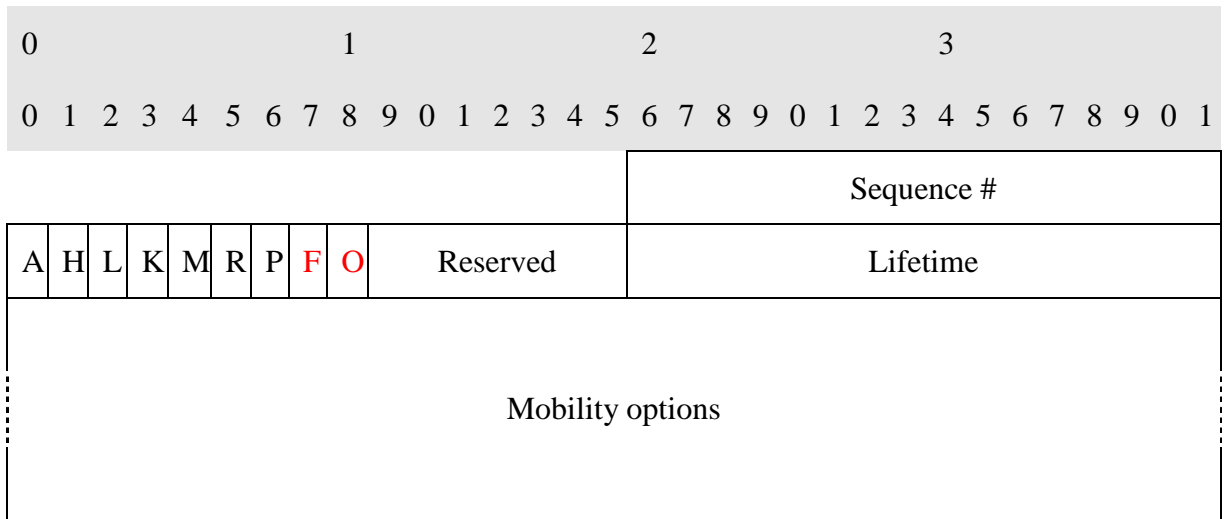 0 1 2 3
0 1 2 3 4 5 6 7 8 9 0 1 2 3 4 5 6 7 8 9 0 1 2 3 4 5 6 7 8 9 0 1
Sequence #
A H L K M R P F O Reserved Lifetime
Mobility options